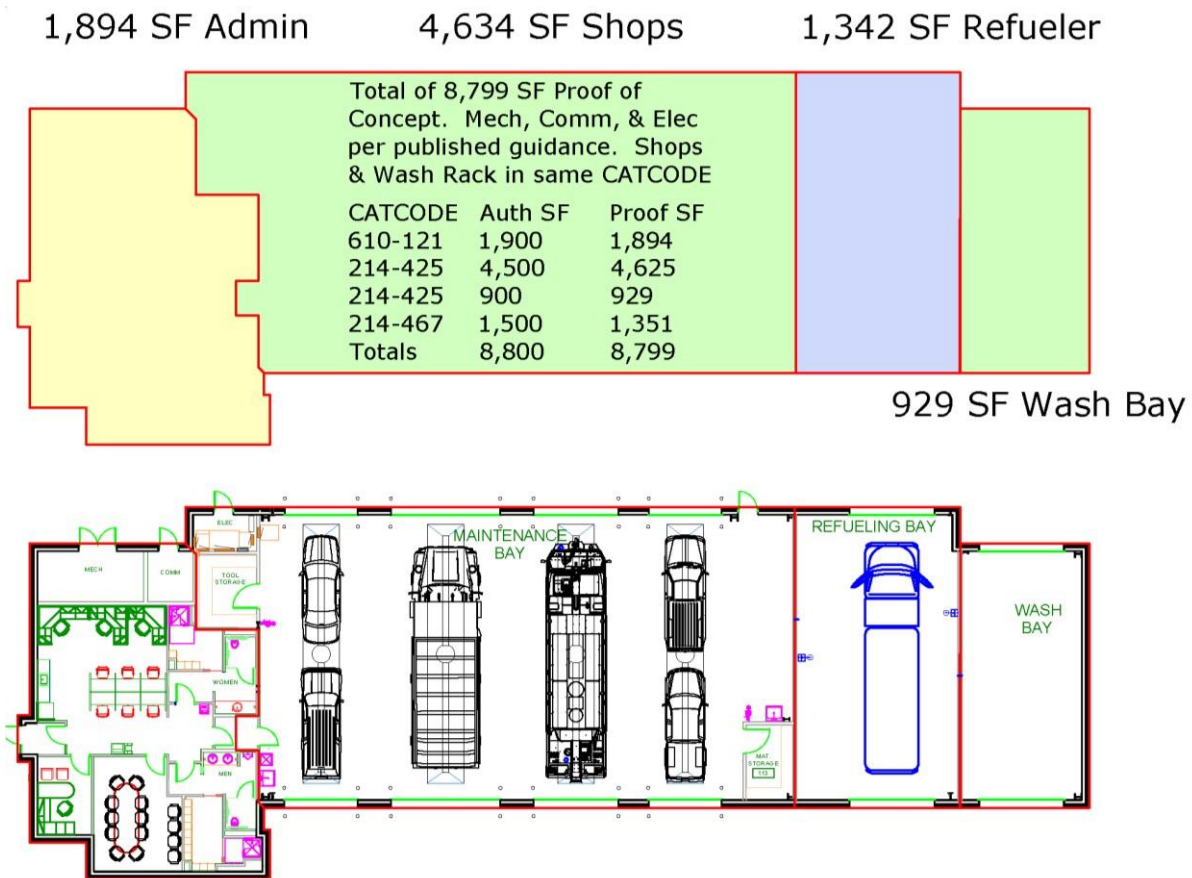 1,894 SF Admin 4,634 SF Shops 1,342 SF Refueler
Total of 8,799 SF Proof of
Concept. Mech, Comm, & Elec
per published guidance. Shops
& Wash Rack in same CATCODE
CATCODE Auth SF Proof SF
610-121 1,900 1,894
214-425 4,500 4,625
214-425 900 929
214-467 1,500 1,351
Totals 8,800 8,799
929 SF Wash Bay
ELEC
MAINTENANCE
BAY
REFUELING BAY
MECH
COMM
TOOL
STORAGE
WASH
BAY
WOMEN
MEN
MAT
STORAGE
113